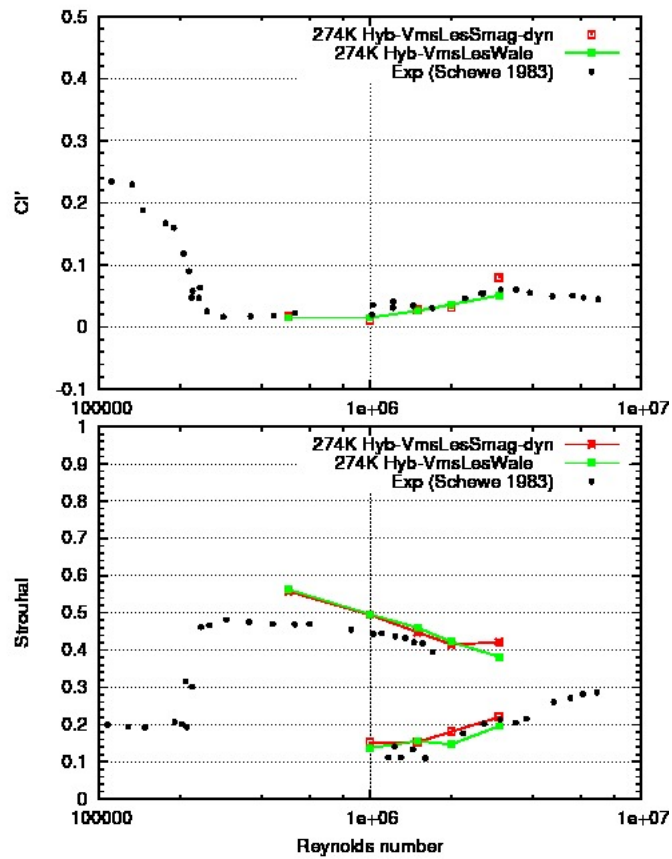 0.5
274K Hyb-VmsLesSmag-dyn
274K Hyb-VmsLesWale
Exp (Schewe 1983)
0.4
0.3
Cl'
0.2
0.1
0
-0.1
100000
1e+06
1e+07
1
274K Hyb-VmsLesSmag-dyn
0.9
274K Hyb-VmsLesWale
Exp (Schewe 1983)
0.8
0.7
0.6
Strouhal
0.5
0.4
0.3
0.2
0.1
0
100000
1e+06
1e+07
Reynolds number